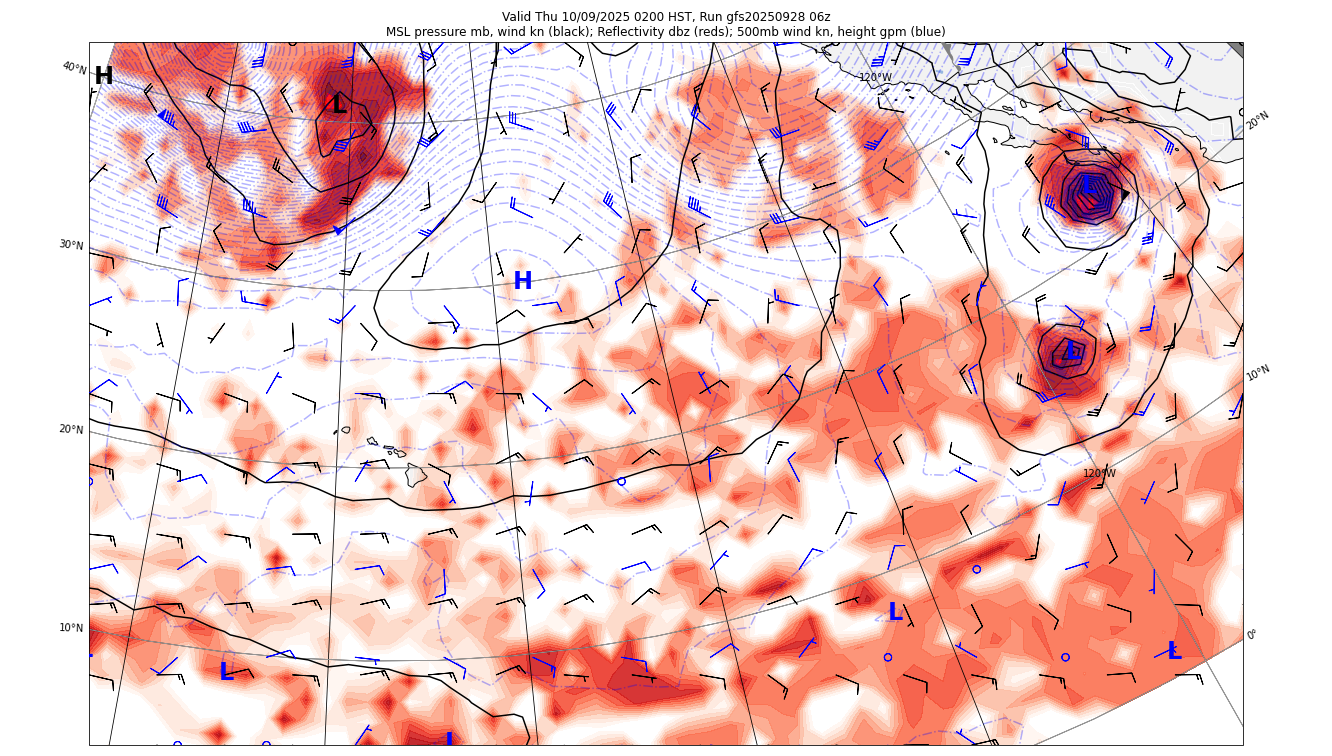 Valid Thu 10/09/2025 0200 HST, Run gfs20250928 06z
MSL pressure mb, wind kn (black); Reflectivity dbz (reds); 500mb wind kn, height gpm (blue)
40°N
H
L
120°W
20°N
L
30°N
H
L
10°N
20°N
120°W
10°N
L
0°
L
L
L